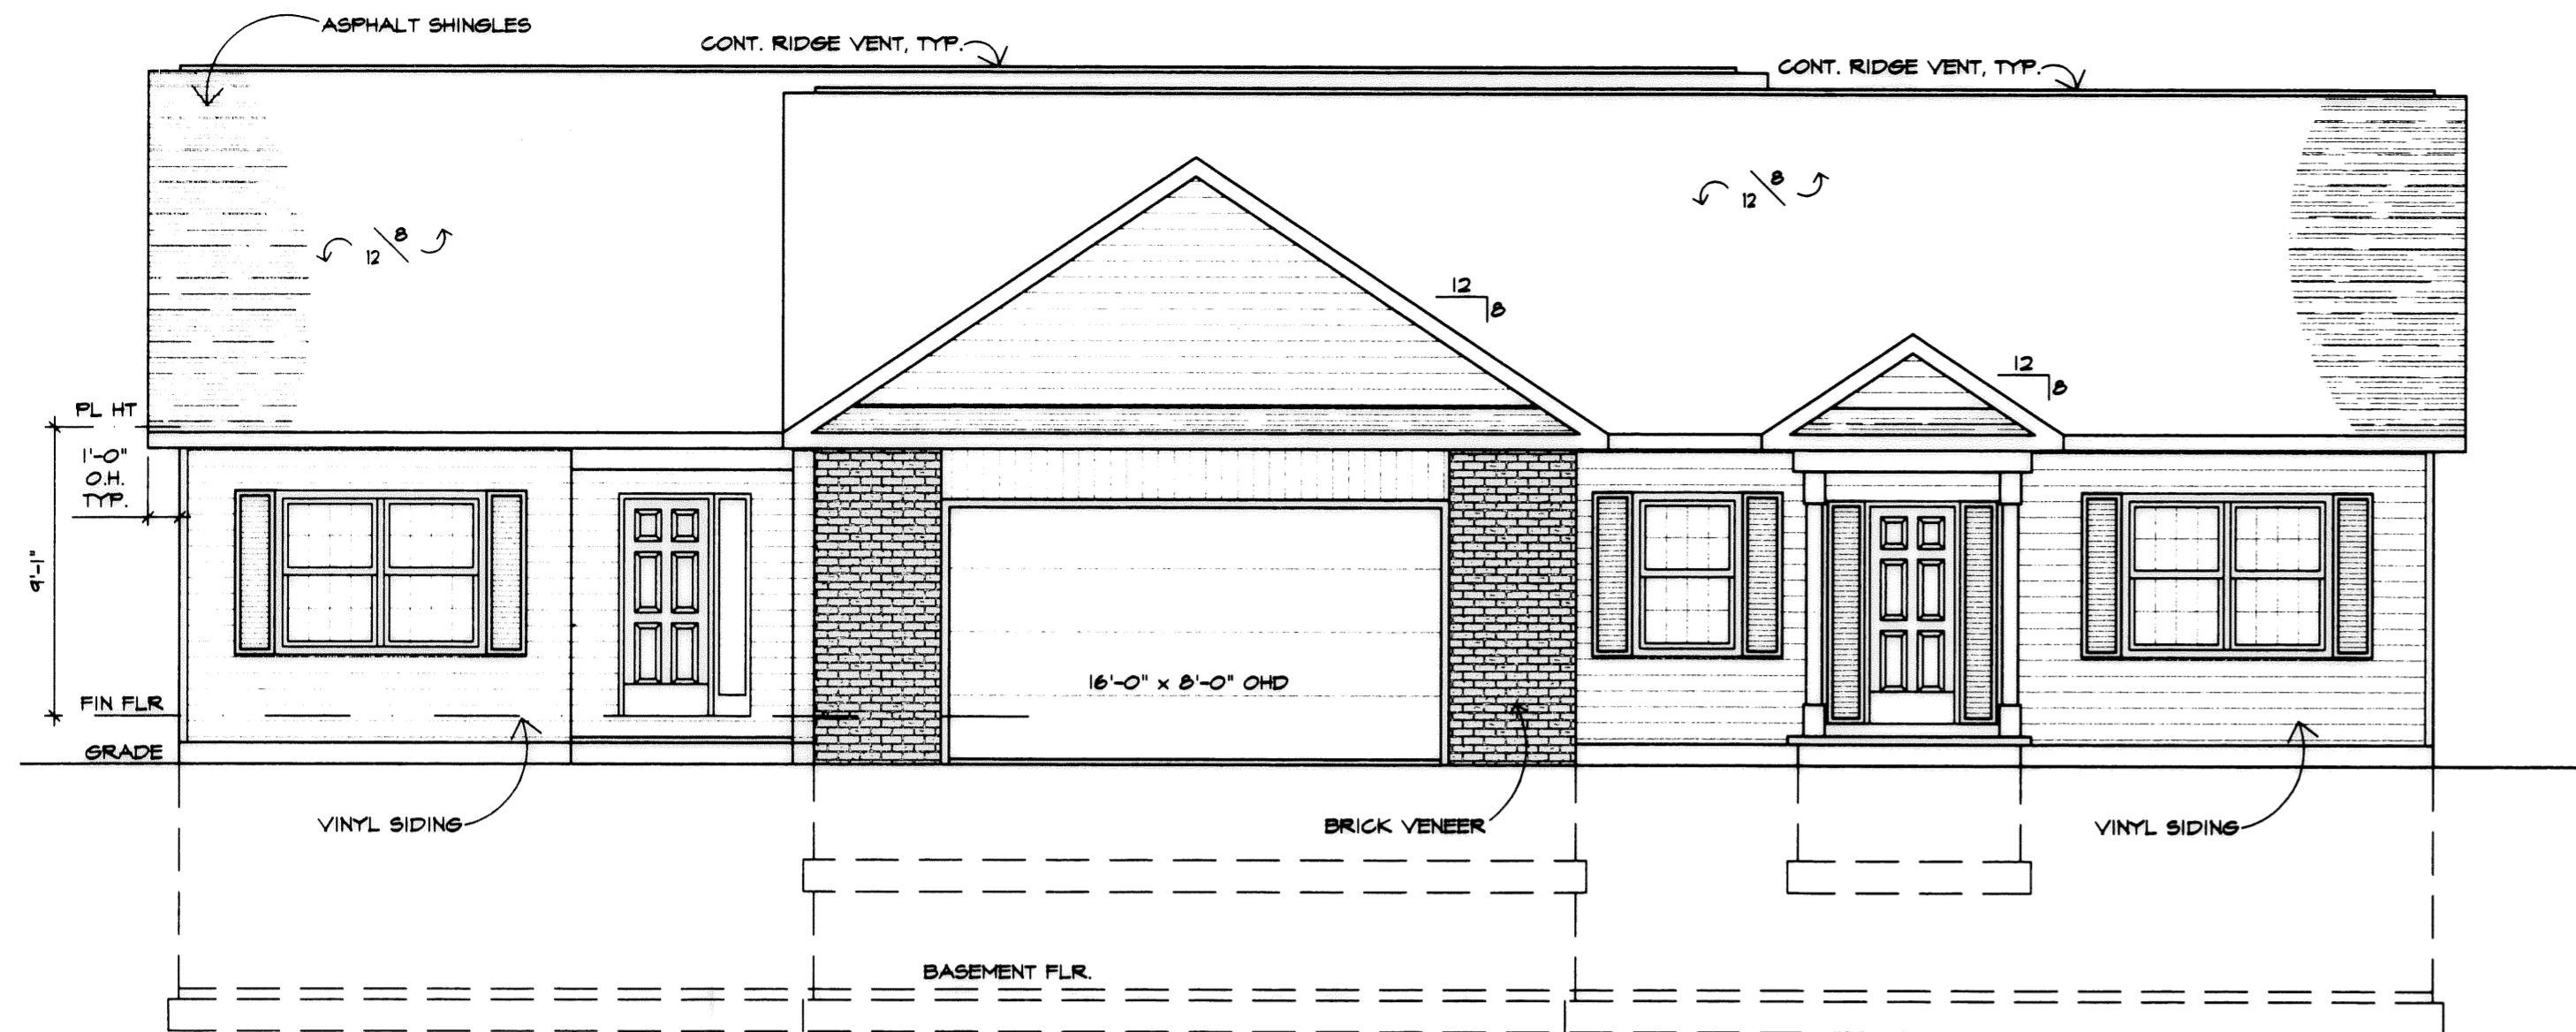 ASPHALT SHINGLES
CONT. RIDGE VENT, TYP.
CONT. RIDGE VENT, TYP.
8
12
8
12
12
8
12
8
PL HT
1'-0"
O.H.
TYP.
9'-1"
16'-0" x 8'-0" OHD
FIN FLR
GRADE
VINYL SIDING
BRICK VENEER
VINYL SIDING
BASEMENT FLR.